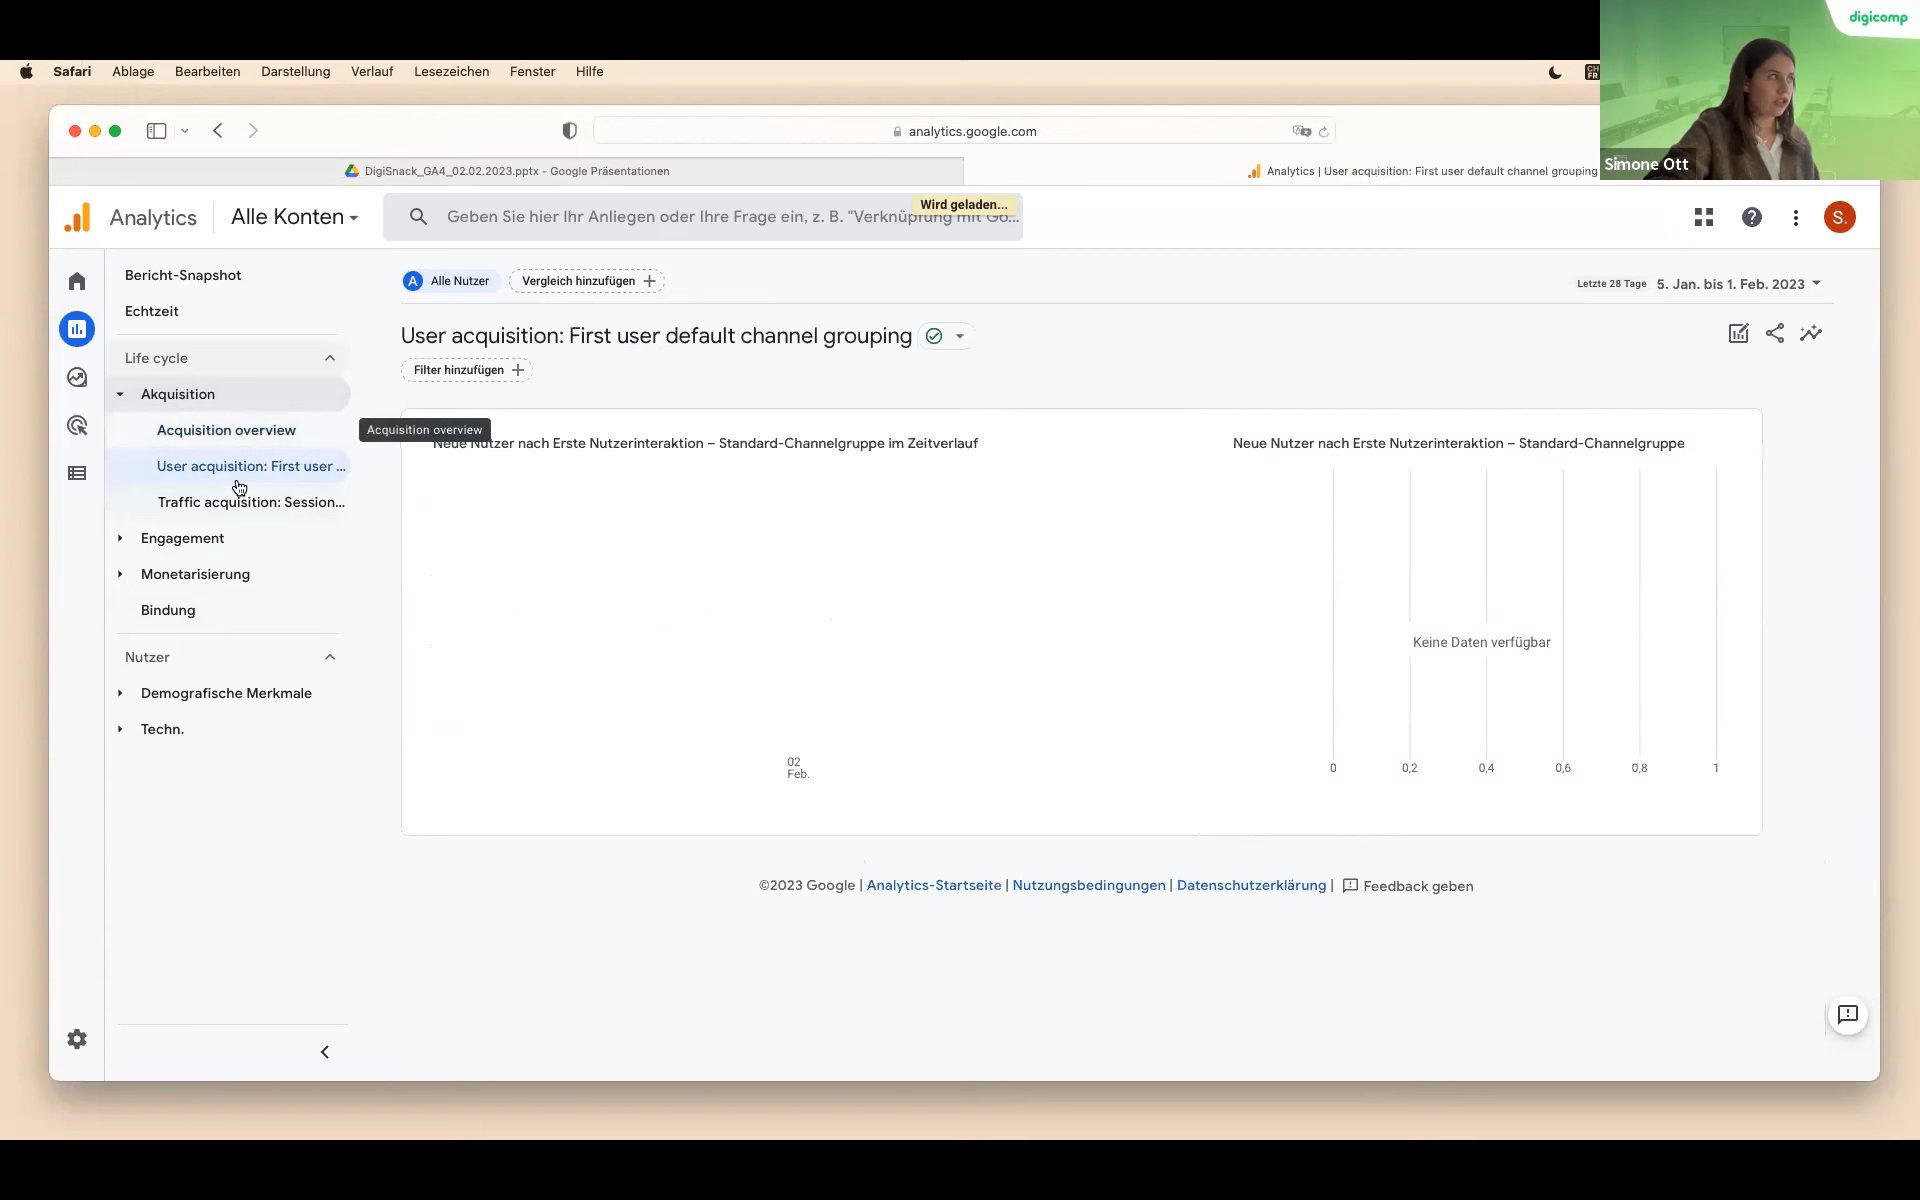 digicomp
Safari Ablage Bearbeiten Darstellung Verlauf Lesezeichen Fenster Hilfe
CH
FR
analytics.google.com
Simone Ott
DigiSnack_GA4_02.02.2023.pptx - Google Präsentationen
Analytics | User acquisition: First user default channel grouping
Analytics
Alle Konten
Wird geladen...
Geben Sie hier Ihr Anliegen oder Ihre Frage ein, z. B. "Verknüpfung mit Go...
S.
Bericht-Snapshot
Echtzeit
Life cycle
Akquisition
Acquisition overview
User acquisition: First user ...
Traffic acquisition: Session...
Engagement
Monetarisierung
Bindung
Nutzer
Demografische Merkmale
Techn.
A Alle Nutzer
Vergleich hinzufügen
Letzte 28 Tage 5. Jan. bis 1. Feb. 2023
User acquisition: First user default channel grouping
Filter hinzufügen
Acquisition overview
Neue Nutzer nach Erste Nutzerinteraktion – Standard-Channelgruppe im Zeitverlauf
02
Feb.
Neue Nutzer nach Erste Nutzerinteraktion – Standard-Channelgruppe
Keine Daten verfügbar
0 0,2 0,4 0,6 0,8 1
©2023 Google | Analytics-Startseite | Nutzungsbedingungen | Datenschutzerklärung | Feedback geben